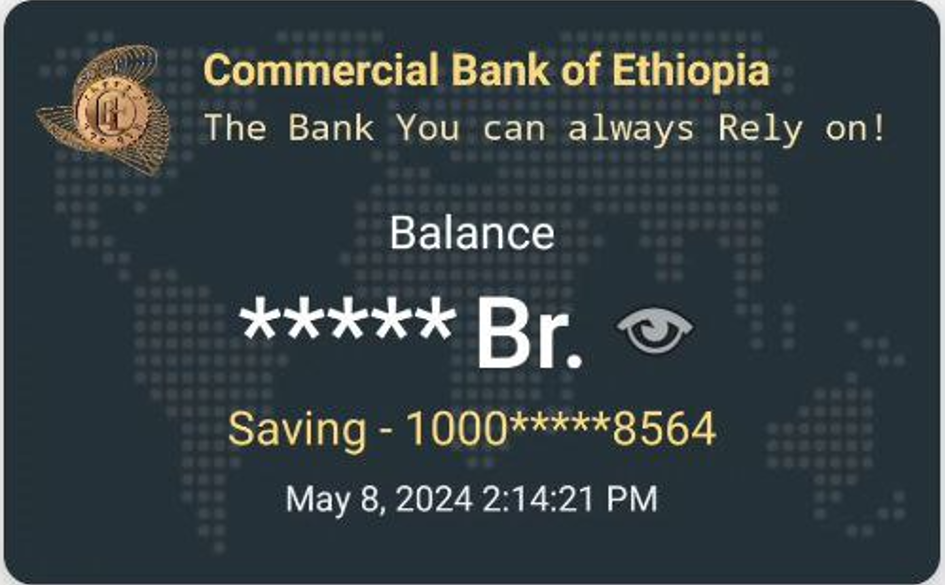 Commercial Bank of Ethiopia
The Bank You can always Rely on!
Balance
***** Br.
Saving - 1000*****8564
May 8, 2024 2:14:21 PM